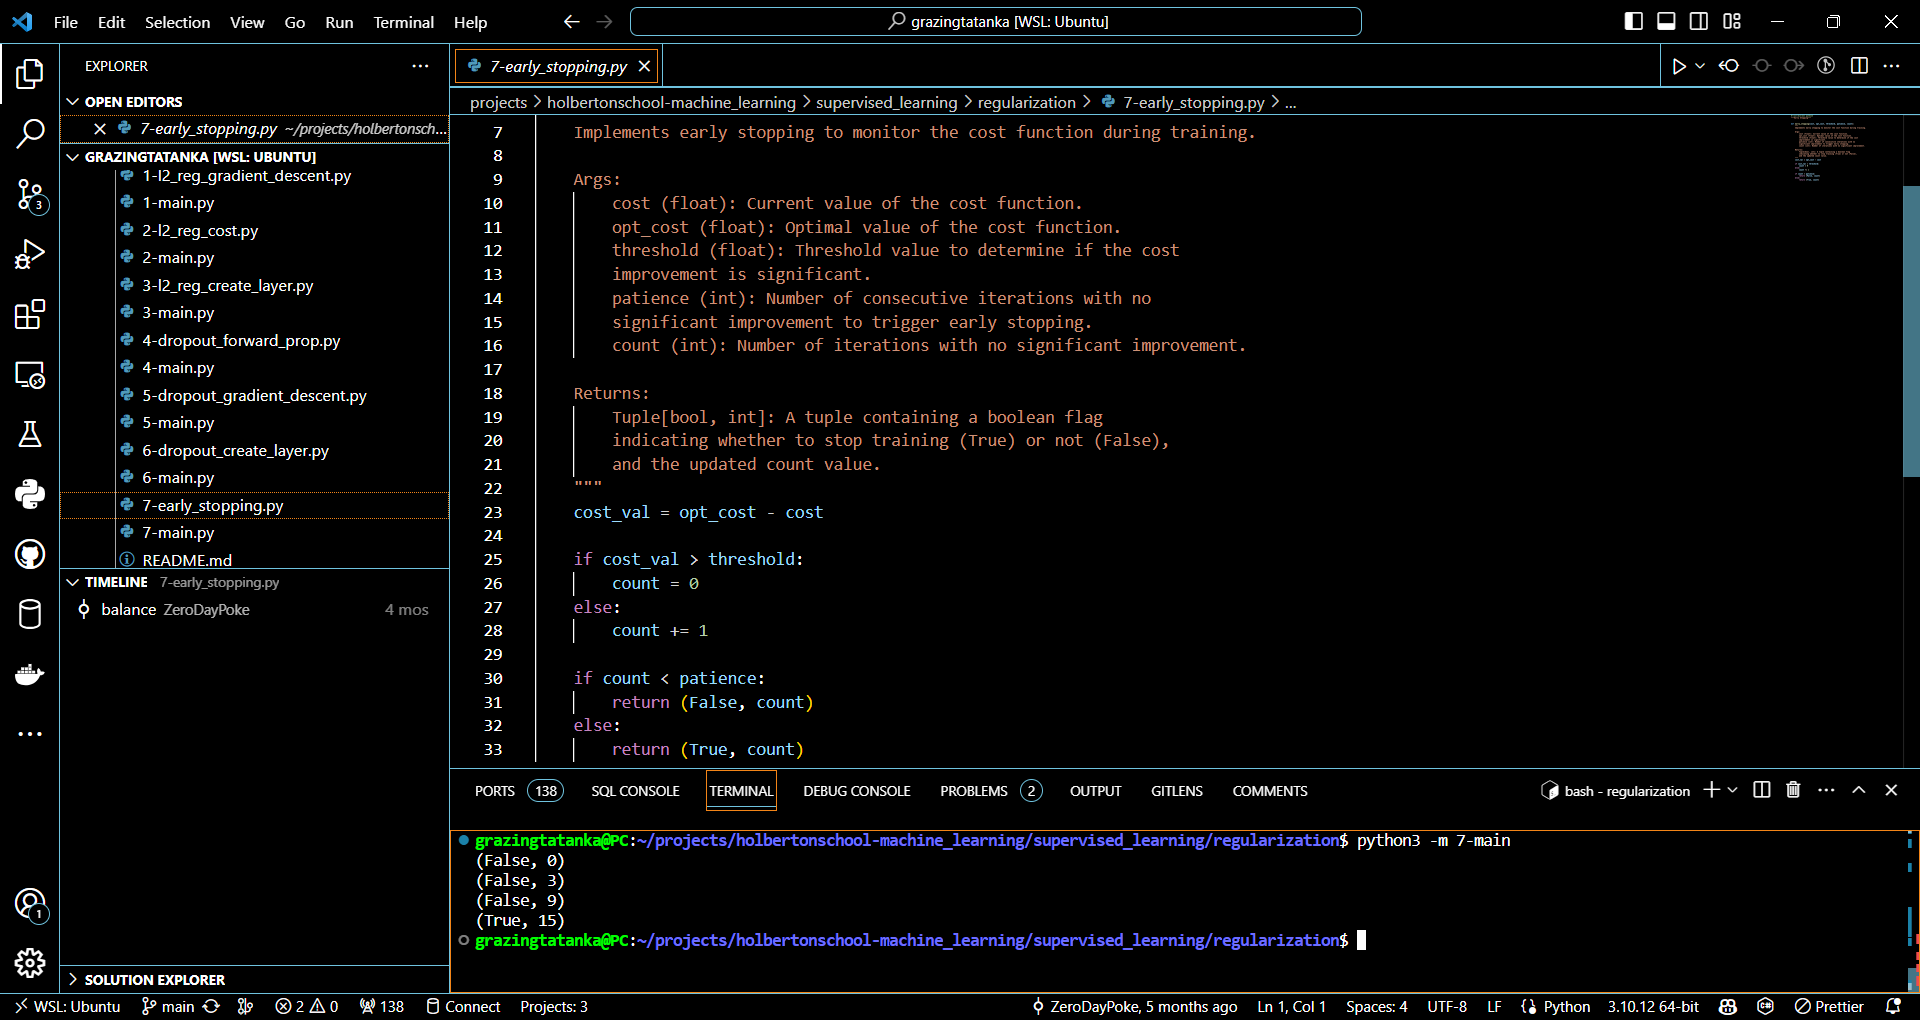 File Edit Selection View Go Run Terminal Help
grazingtatanka [WSL: Ubuntu]
EXPLORER
OPEN EDITORS
7-early_stopping.py ~/projects/holbertonsch...
GRAZINGTATANKA [WSL: UBUNTU]
1-l2_reg_gradient_descent.py
1-main.py
2-l2_reg_cost.py
2-main.py
3-l2_reg_create_layer.py
3-main.py
4-dropout_forward_prop.py
4-main.py
5-dropout_gradient_descent.py
5-main.py
6-dropout_create_layer.py
6-main.py
7-early_stopping.py
7-main.py
README.md
TIMELINE 7-early_stopping.py
balance ZeroDayPoke 4 mos
SOLUTION EXPLORER
3
1
7-early_stopping.py
projects > holbertonschool-machine_learning > supervised_learning > regularization > 7-early_stopping.py > ...
7 Implements early stopping to monitor the cost function during training.
8
9 Args:
10 cost (float): Current value of the cost function.
11 opt_cost (float): Optimal value of the cost function.
12 threshold (float): Threshold value to determine if the cost
13 improvement is significant.
14 patience (int): Number of consecutive iterations with no
15 significant improvement to trigger early stopping.
16 count (int): Number of iterations with no significant improvement.
17
18 Returns:
19 Tuple[bool, int]: A tuple containing a boolean flag
20 indicating whether to stop training (True) or not (False),
21 and the updated count value.
22 """
23 cost_val = opt_cost - cost
24
25 if cost_val > threshold:
26 count = 0
27 else:
28 count += 1
29
30 if count < patience:
31 return (False, count)
32 else:
33 return (True, count)
PORTS 138 SQL CONSOLE TERMINAL DEBUG CONSOLE PROBLEMS 2 OUTPUT GITLENS COMMENTS
bash - regularization
grazingtatanka@PC:~/projects/holbertonschool-machine_learning/supervised_learning/regularization$ python3 -m 7-main
(False, 0)
(False, 3)
(False, 9)
(True, 15)
grazingtatanka@PC:~/projects/holbertonschool-machine_learning/supervised_learning/regularization$
WSL: Ubuntu main 2 0 138 Connect Projects: 3
ZeroDayPoke, 5 months ago Ln 1, Col 1 Spaces: 4 UTF-8 LF Python 3.10.12 64-bit Prettier